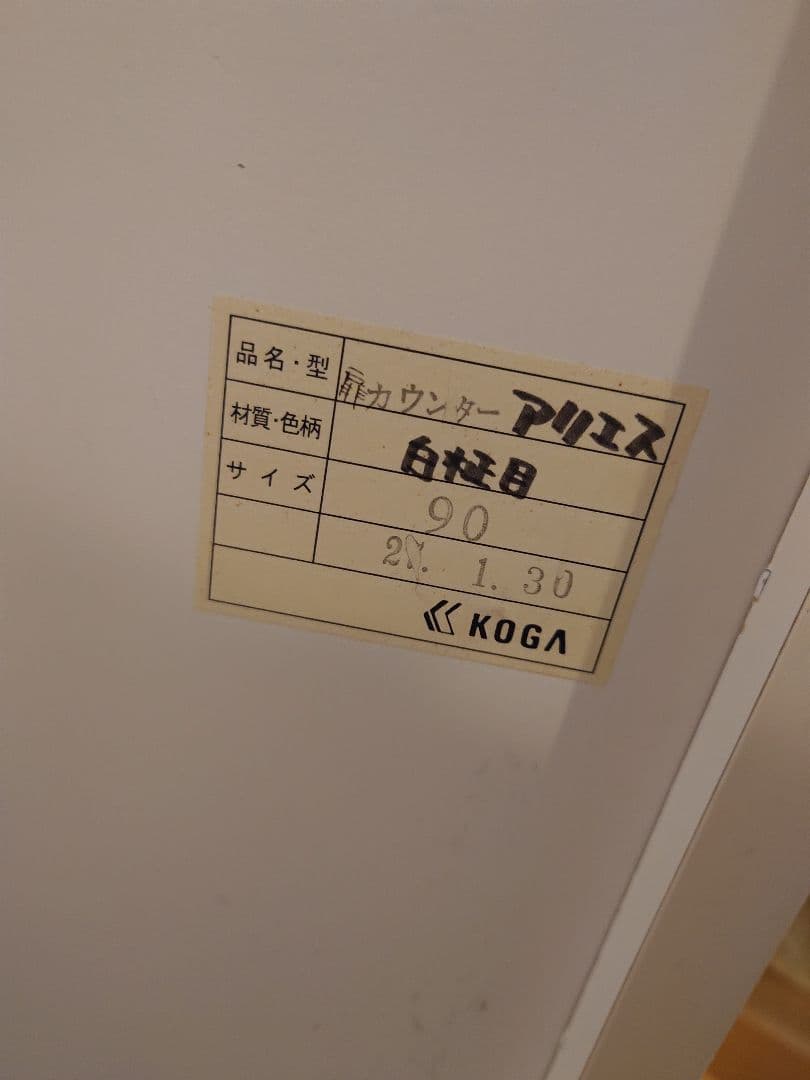 品名・型 扉カウンター アリエス
材質・色柄 白柾目
サイズ 90
27. 1. 30
KOGA